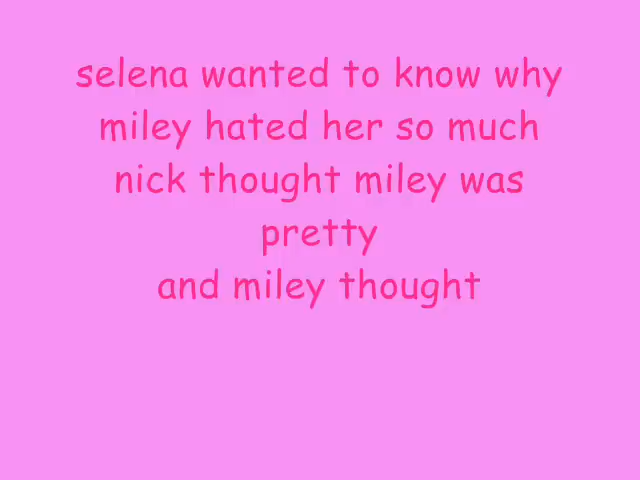 selena wanted to know why
miley hated her so much
nick thought miley was
pretty
and miley thought